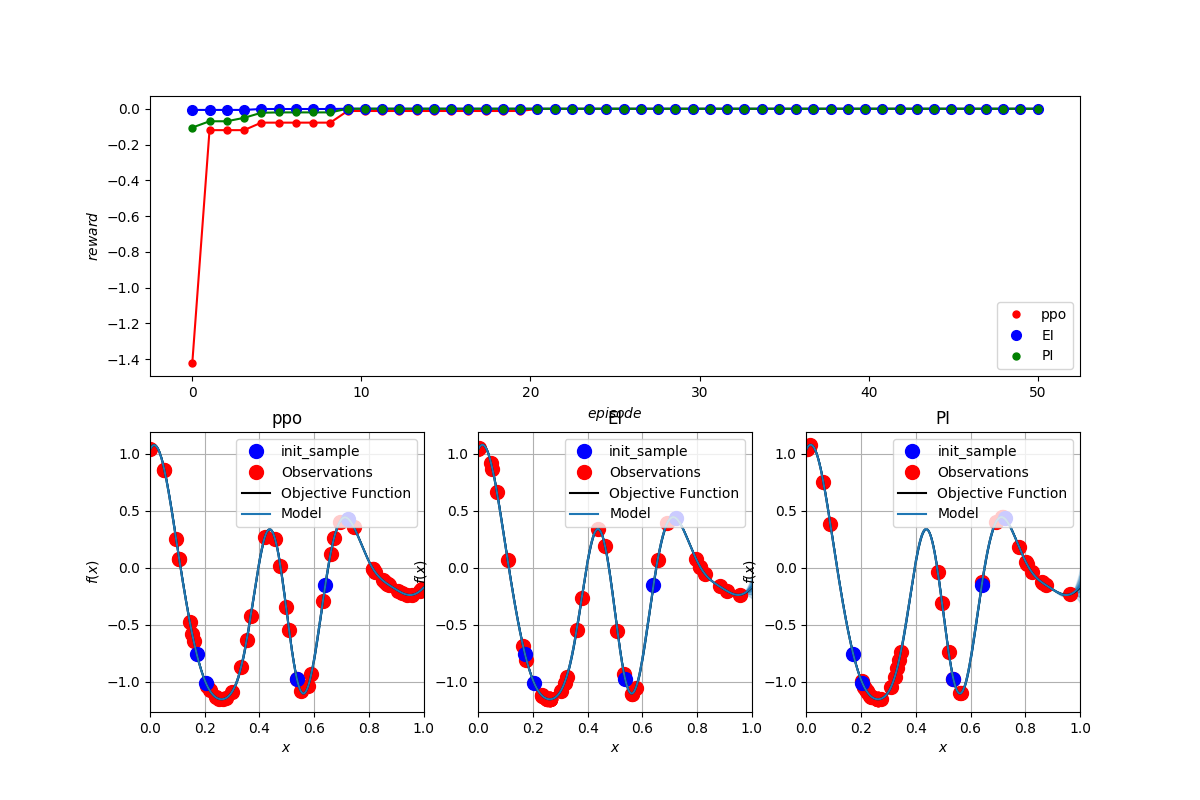 0.0
−0.2
−0.4
−0.6
−0.8
−1.0
−1.2
−1.4
reward
ppo
EI
PI
0 10 20 30 40 50
episode
ppo EI PI
1.0
0.5
0.0
−0.5
−1.0
f(x)
init_sample
Observations
Objective Function
Model
0.0 0.2 0.4 0.6 0.8 1.0
x
1.0
0.5
0.0
−0.5
−1.0
f(x)
init_sample
Observations
Objective Function
Model
0.0 0.2 0.4 0.6 0.8 1.0
x
1.0
0.5
0.0
−0.5
−1.0
f(x)
init_sample
Observations
Objective Function
Model
0.0 0.2 0.4 0.6 0.8 1.0
x